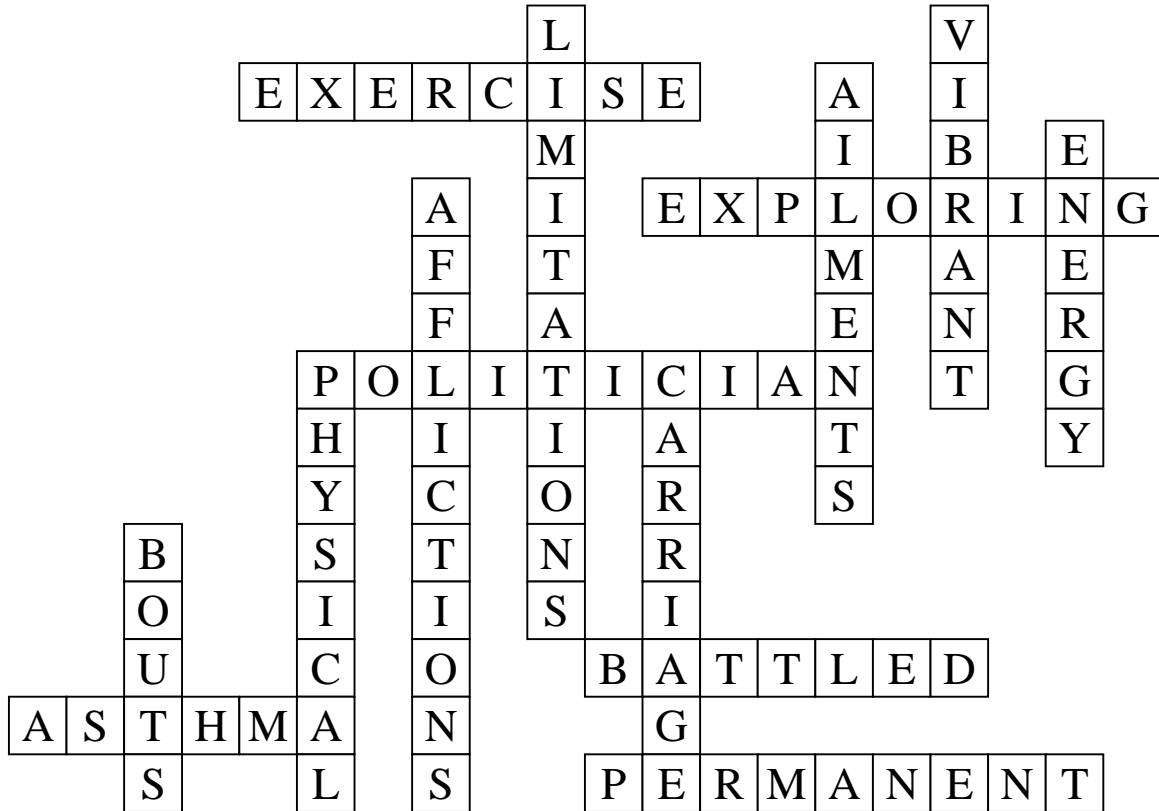 LIMITATIONS
VIBRANT
EXERCISE
AILMENTS
ENERGY
AFFLICTIONS
EXPLORING
POLITICIAN
PHYSICAL
CARRIAGE
BOUTS
BATTLED
ASTHMA
PERMANENT